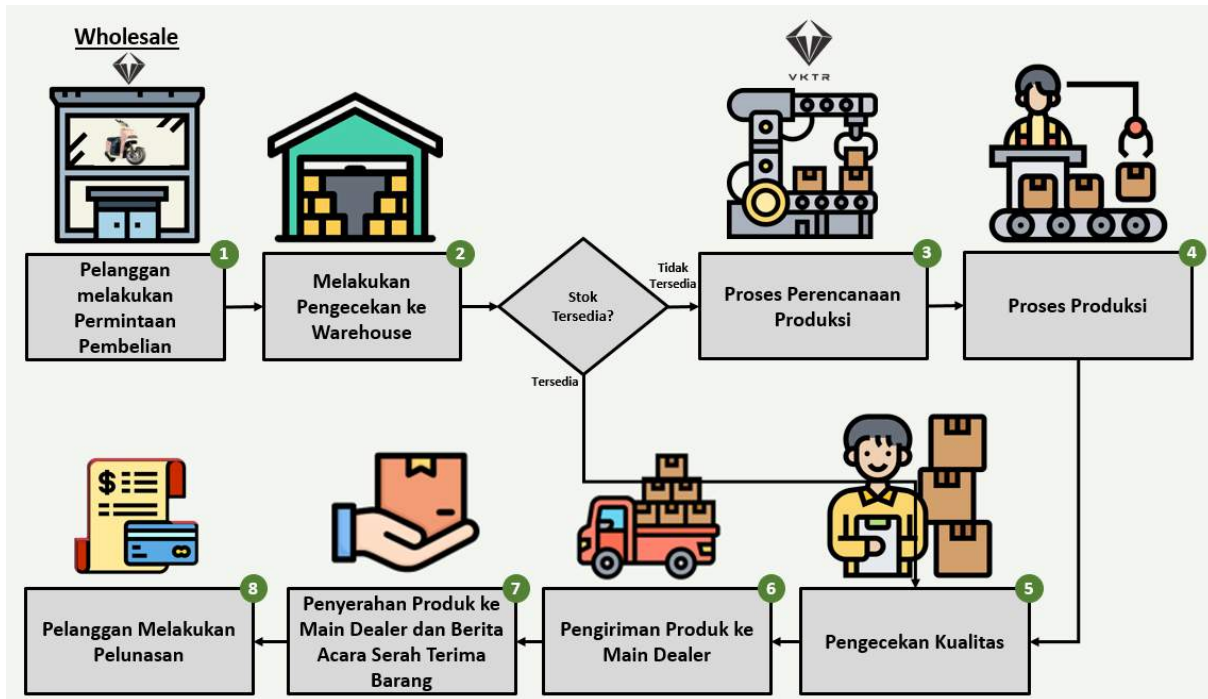 Wholesale
VKTR
1
Pelanggan
melakukan
Permintaan
Pembelian
2
Melakukan
Pengecekan ke
Warehouse
Stok
Tersedia?
Tidak
Tersedia
Tersedia
3
Proses Perencanaan
Produksi
4
Proses Produksi
8
Pelanggan Melakukan
Pelunasan
7
Penyerahan Produk ke
Main Dealer dan Berita
Acara Serah Terima
Barang
6
Pengiriman Produk ke
Main Dealer
5
Pengecekan Kualitas
$